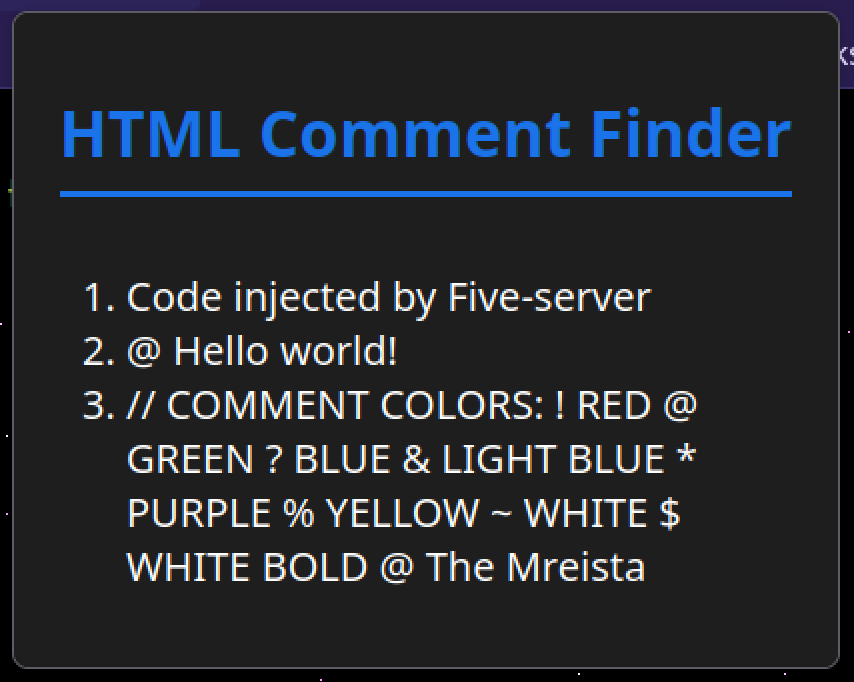 HTML Comment Finder
1. Code injected by Five-server
2. @ Hello world!
3. // COMMENT COLORS: ! RED @
GREEN ? BLUE & LIGHT BLUE *
PURPLE % YELLOW ~ WHITE $
WHITE BOLD @ The Mreista